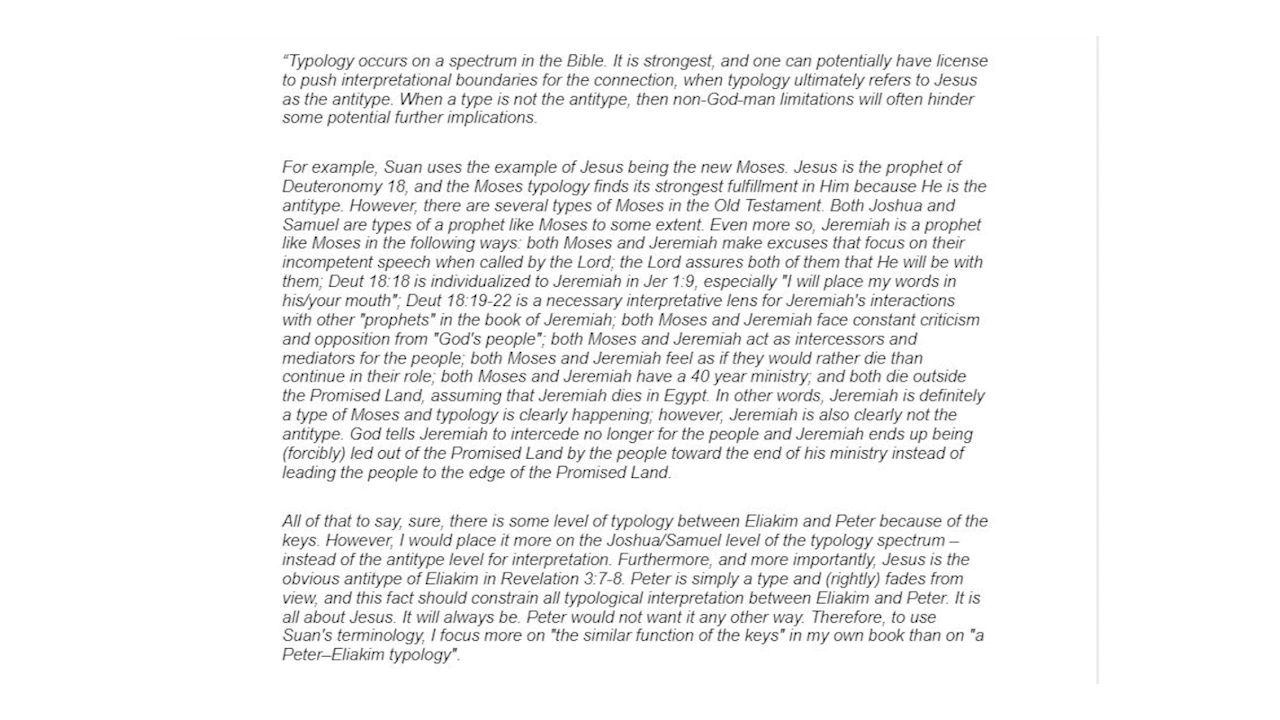 “Typology occurs on a spectrum in the Bible. It is strongest, and one can potentially have license
to push interpretational boundaries for the connection, when typology ultimately refers to Jesus
as the antitype. When a type is not the antitype, then non-God-man limitations will often hinder
some potential further implications.
For example, Suan uses the example of Jesus being the new Moses. Jesus is the prophet of
Deuteronomy 18, and the Moses typology finds its strongest fulfillment in Him because He is the
antitype. However, there are several types of Moses in the Old Testament. Both Joshua and
Samuel are types of a prophet like Moses to some extent. Even more so, Jeremiah is a prophet
like Moses in the following ways: both Moses and Jeremiah make excuses that focus on their
incompetent speech when called by the Lord; the Lord assures both of them that He will be with
them; Deut 18:18 is individualized to Jeremiah in Jer 1:9, especially "I will place my words in
his/your mouth"; Deut 18:19-22 is a necessary interpretative lens for Jeremiah's interactions
with other "prophets" in the book of Jeremiah; both Moses and Jeremiah face constant criticism
and opposition from "God's people"; both Moses and Jeremiah act as intercessors and
mediators for the people; both Moses and Jeremiah feel as if they would rather die than
continue in their role; both Moses and Jeremiah have a 40 year ministry; and both die outside
the Promised Land, assuming that Jeremiah dies in Egypt. In other words, Jeremiah is definitely
a type of Moses and typology is clearly happening; however, Jeremiah is also clearly not the
antitype. God tells Jeremiah to intercede no longer for the people and Jeremiah ends up being
(forcibly) led out of the Promised Land by the people toward the end of his ministry instead of
leading the people to the edge of the Promised Land.
All of that to say, sure, there is some level of typology between Eliakim and Peter because of the
keys. However, I would place it more on the Joshua/Samuel level of the typology spectrum –
instead of the antitype level for interpretation. Furthermore, and more importantly, Jesus is the
obvious antitype of Eliakim in Revelation 3:7-8. Peter is simply a type and (rightly) fades from
view, and this fact should constrain all typological interpretation between Eliakim and Peter. It is
all about Jesus. It will always be. Peter would not want it any other way. Therefore, to use
Suan's terminology, I focus more on "the similar function of the keys" in my own book than on "a
Peter–Eliakim typology".